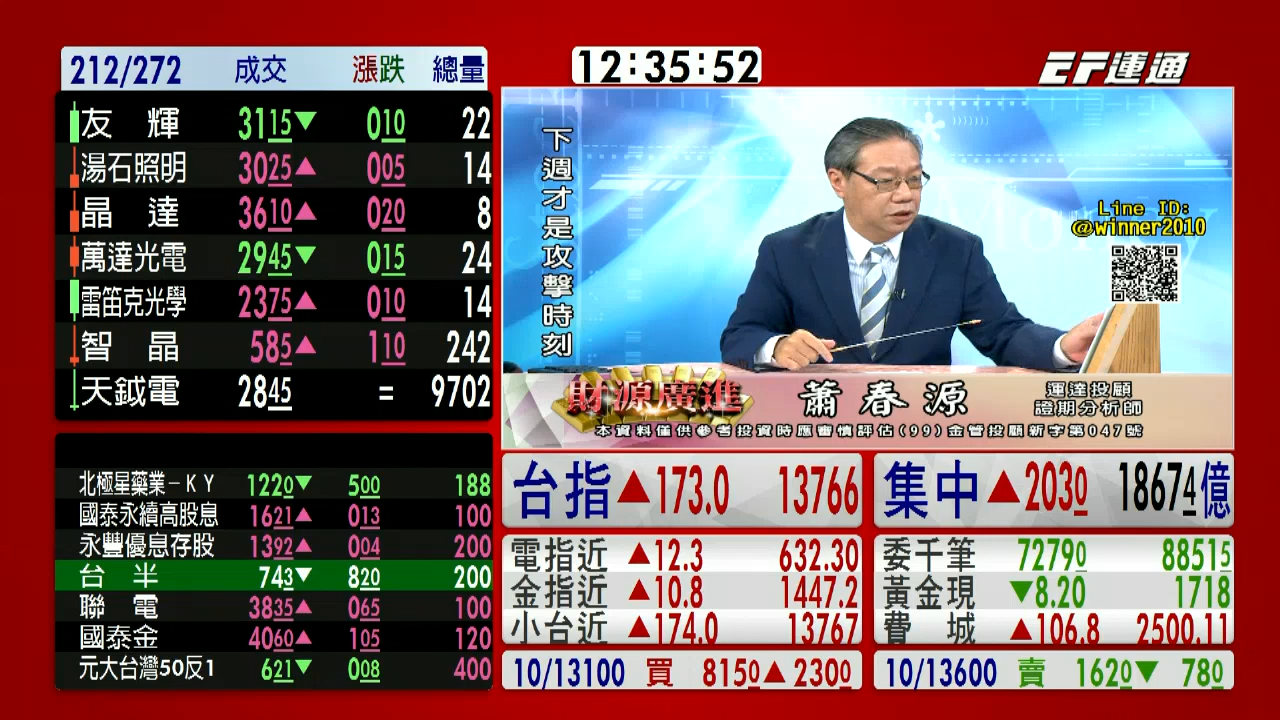 212/272 成交 漲跌 總量
友輝 3115▼ 010 22
湯石照明 3025▲ 005 14
晶達 3610▲ 020 8
萬達光電 2945▼ 015 24
雷笛克光學 2375▲ 010 14
智晶 585▲ 110 242
天鉞電 2845 = 9702
北極星藥業－KY 1220▼ 500 188
國泰永續高股息 1621▲ 013 100
永豐優息存股 1392▲ 004 200
台半 743▼ 820 200
聯電 3835▲ 065 100
國泰金 4060▲ 105 120
元大台灣50反1 621▼ 008 400
12:35:52
EF運通
下週才是攻擊時刻
Line ID:
@winner2010
財源廣進
蕭春源
運達投顧
證期分析師
本資料僅供參考投資時應審慎評估(99)金管投顧新字第047號
台指▲173.0 13766
集中▲2030 18674億
電指近 ▲12.3 632.30
金指近 ▲10.8 1447.2
小台近 ▲174.0 13767
委千筆 72790 88515
黃金現 ▼8.20 1718
費城 ▲106.8 2500.11
10/13100 買 8150▲2300
10/13600 賣 1620▼ 780